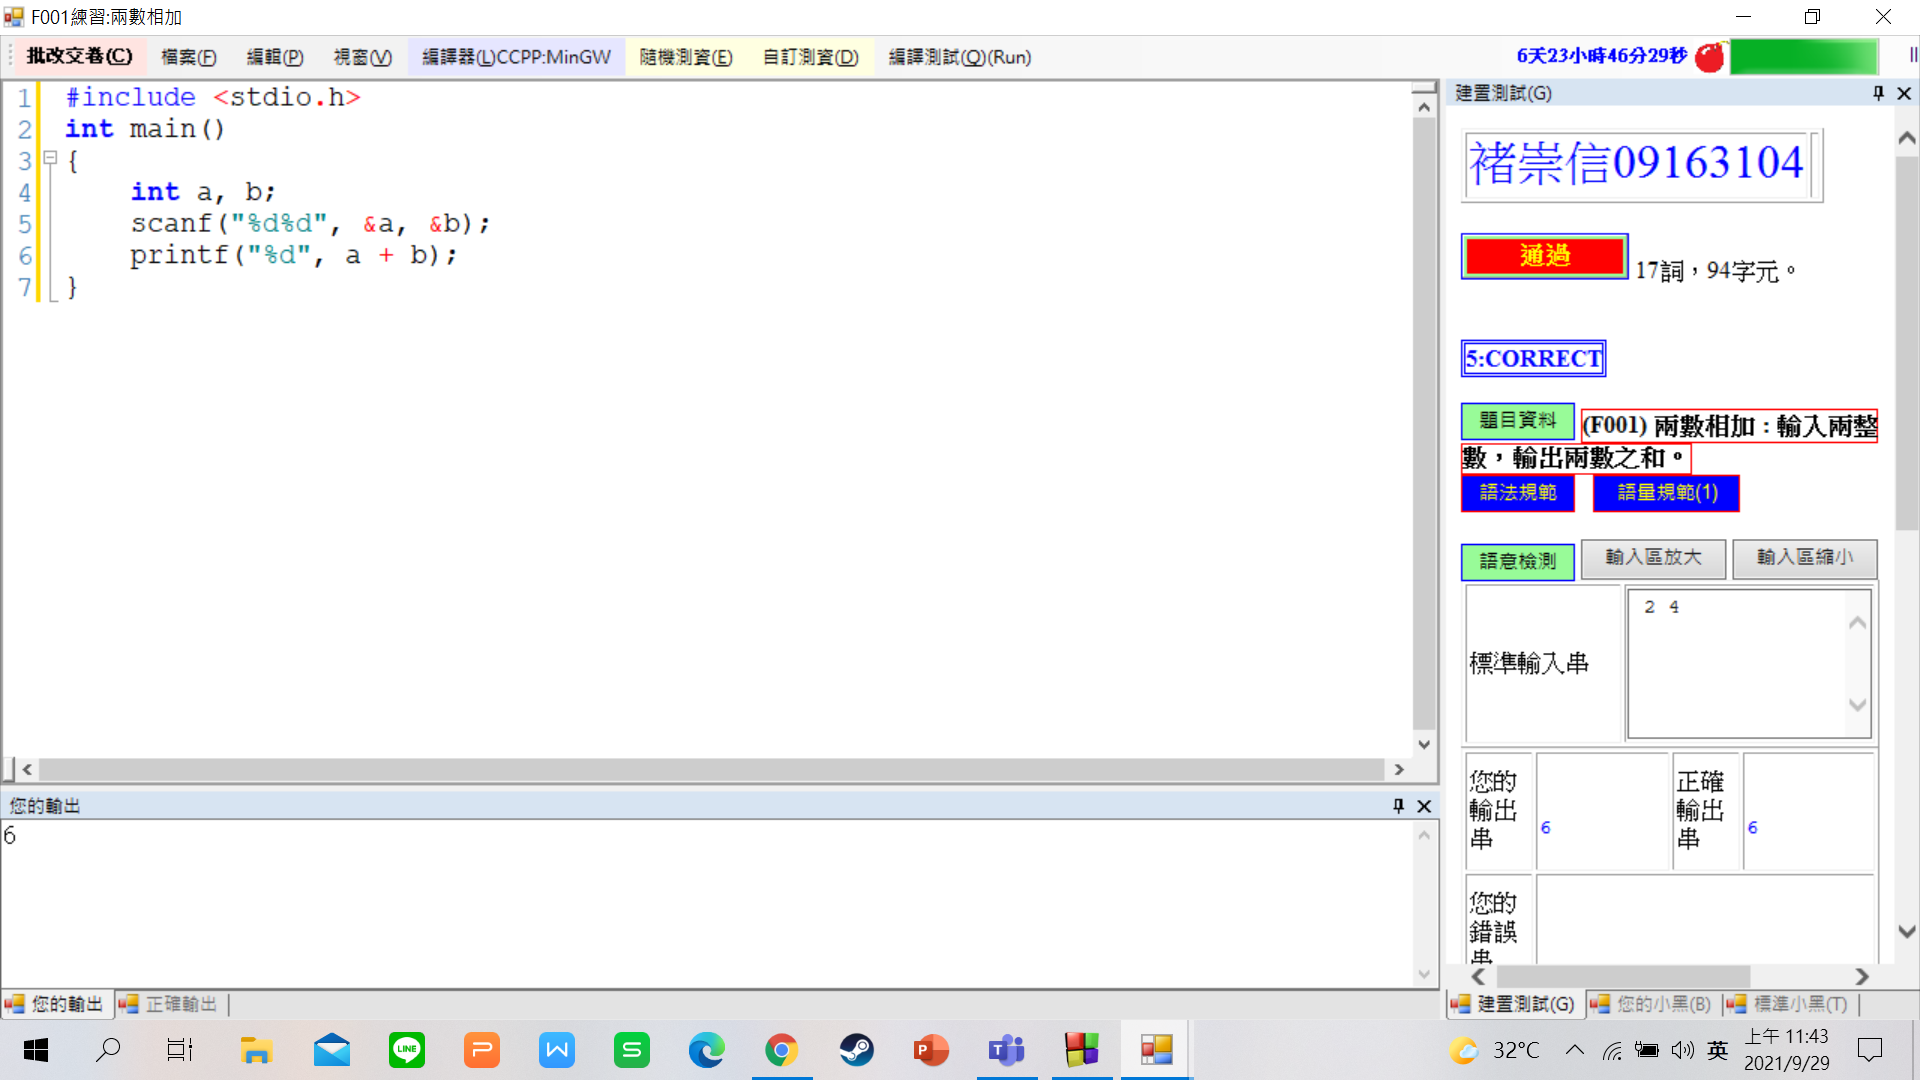 F001練習:兩數相加
批改交卷(C) 檔案(F) 編輯(P) 視窗(V) 編譯器(L)CCPP:MinGW 隨機測資(E) 自訂測資(D) 編譯測試(Q)(Run) 6天23小時46分29秒
1 #include <stdio.h>
2 int main()
3 {
4 int a, b;
5 scanf("%d%d", &a, &b);
6 printf("%d", a + b);
7 }
您的輸出
6
您的輸出 正確輸出
建置測試(G)
褚崇信09163104
通過 17詞，94字元。
5:CORRECT
題目資料 (F001) 兩數相加：輸入兩整
數，輸出兩數之和。
語法規範 語量規範(1)
語意檢測 輸入區放大 輸入區縮小
標準輸入串 2 4
您的輸出串 6 正確輸出串 6
您的錯誤串
建置測試(G) 您的小黑(B) 標準小黑(T)
LINE P W S P T 32°C 英 上午 11:43
2021/9/29